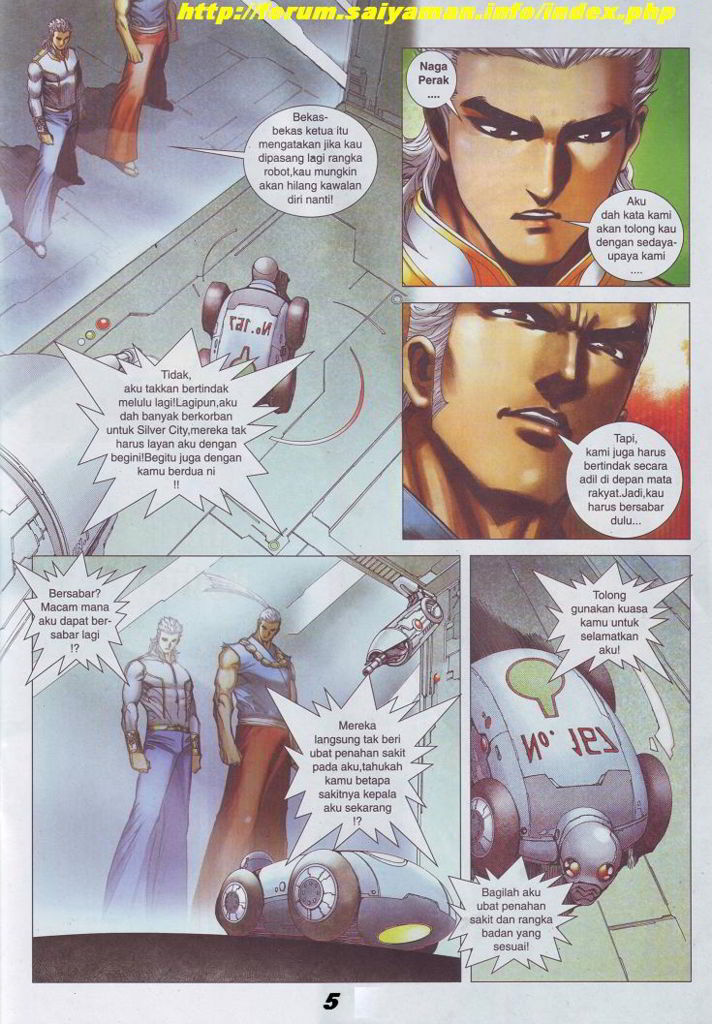 http://forum.saiyaman.info/index.php
Bekas-
bekas ketua itu
mengatakan jika kau
dipasang lagi rangka
robot,kau mungkin
akan hilang kawalan
diri nanti!
Naga
Perak
....
Aku
dah kata kami
akan tolong kau
dengan sedaya-
upaya kami
....
No. 167
Tidak,
aku takkan bertindak
melulu lagi!Lagipun,aku
dah banyak berkorban
untuk Silver City,mereka tak
harus layan aku dengan
begini!Begitu juga dengan
kamu berdua ni
!!
Tapi,
kami juga harus
bertindak secara
adil di depan mata
rakyat.Jadi,kau
harus bersabar
dulu...
Bersabar?
Macam mana
aku dapat ber-
sabar lagi
!?
Mereka
langsung tak beri
ubat penahan sakit
pada aku,tahukah
kamu betapa
sakitnya kepala
aku sekarang
!?
Tolong
gunakan kuasa
kamu untuk
selamatkan
aku!
No. 167
Bagilah aku
ubat penahan
sakit dan rangka
badan yang
sesuai!
5